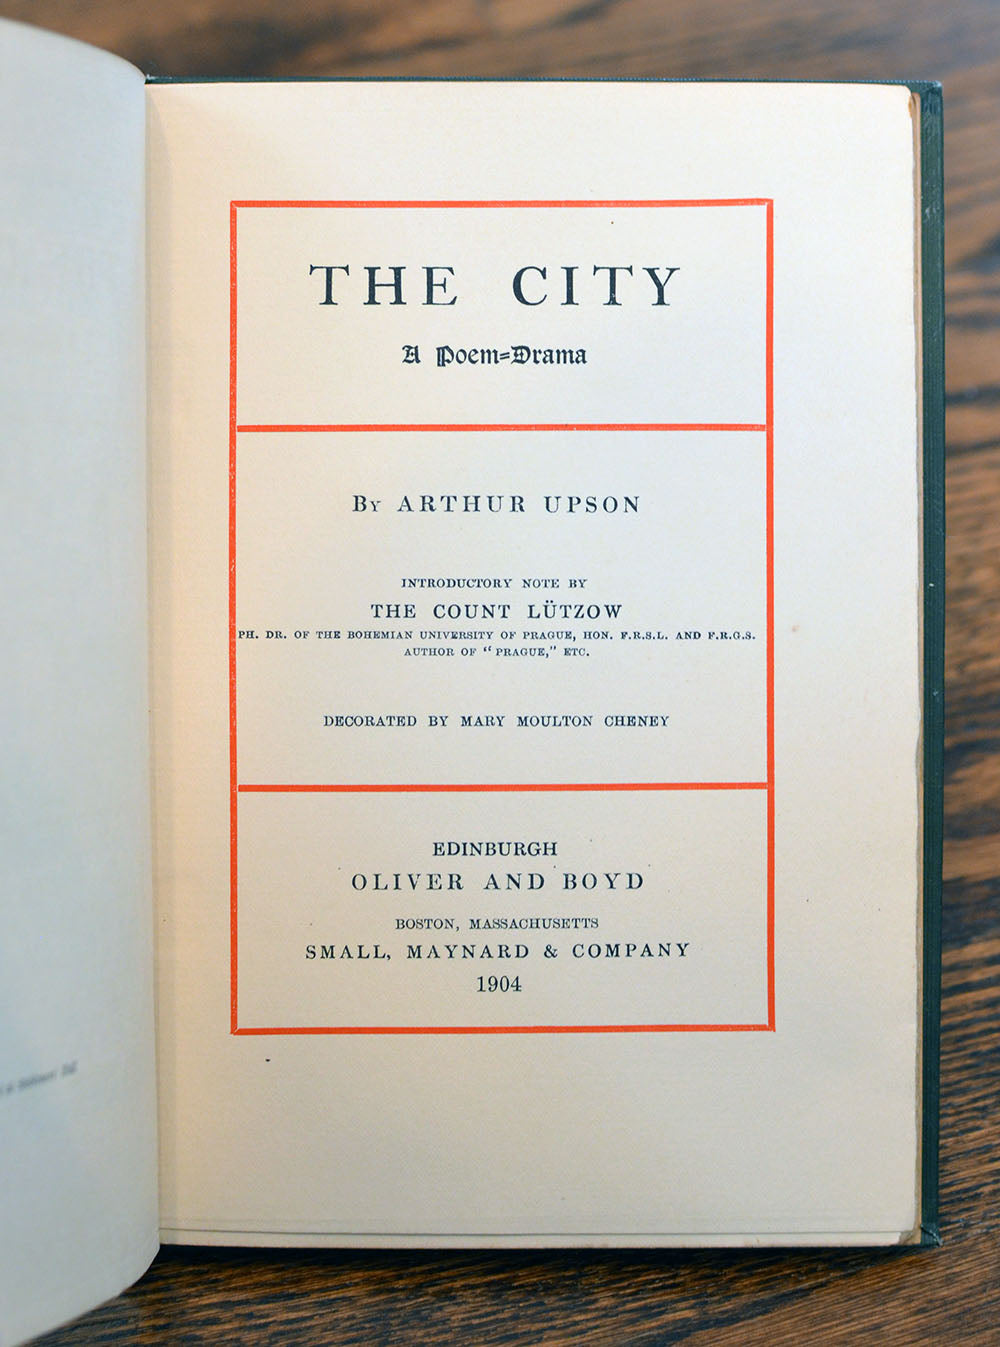 THE CITY
A Poem=Drama
By ARTHUR UPSON
INTRODUCTORY NOTE BY
THE COUNT LÜTZOW
PH. DR. OF THE BOHEMIAN UNIVERSITY OF PRAGUE, HON. F.R.S.L. AND F.R.G.S.
AUTHOR OF "PRAGUE," ETC.
DECORATED BY MARY MOULTON CHENEY
EDINBURGH
OLIVER AND BOYD
BOSTON, MASSACHUSETTS
SMALL, MAYNARD & COMPANY
1904